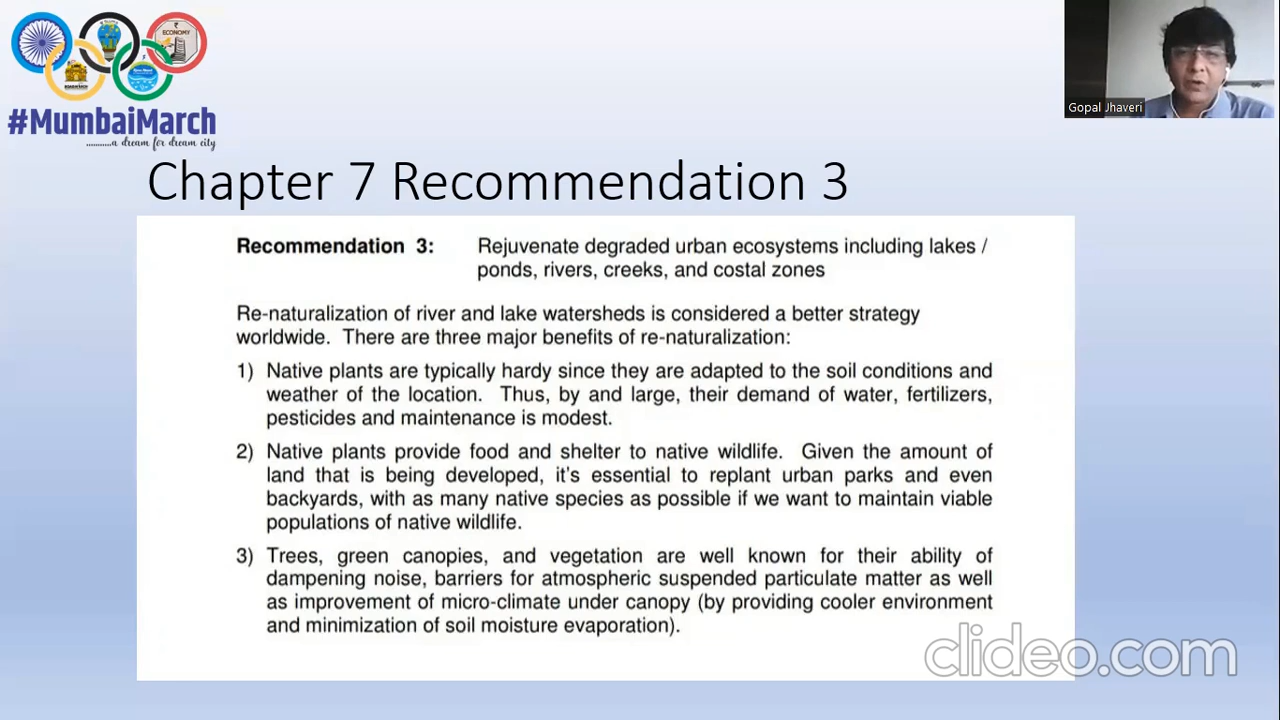 ECONOMY
#MumbaiMarch
..........a dream for dream city
Gopal Jhaveri
Chapter 7 Recommendation 3
Recommendation 3: Rejuvenate degraded urban ecosystems including lakes /
ponds, rivers, creeks, and costal zones
Re-naturalization of river and lake watersheds is considered a better strategy
worldwide. There are three major benefits of re-naturalization:
1) Native plants are typically hardy since they are adapted to the soil conditions and
weather of the location. Thus, by and large, their demand of water, fertilizers,
pesticides and maintenance is modest.
2) Native plants provide food and shelter to native wildlife. Given the amount of
land that is being developed, it's essential to replant urban parks and even
backyards, with as many native species as possible if we want to maintain viable
populations of native wildlife.
3) Trees, green canopies, and vegetation are well known for their ability of
dampening noise, barriers for atmospheric suspended particulate matter as well
as improvement of micro-climate under canopy (by providing cooler environment
and minimization of soil moisture evaporation).
clideo.com